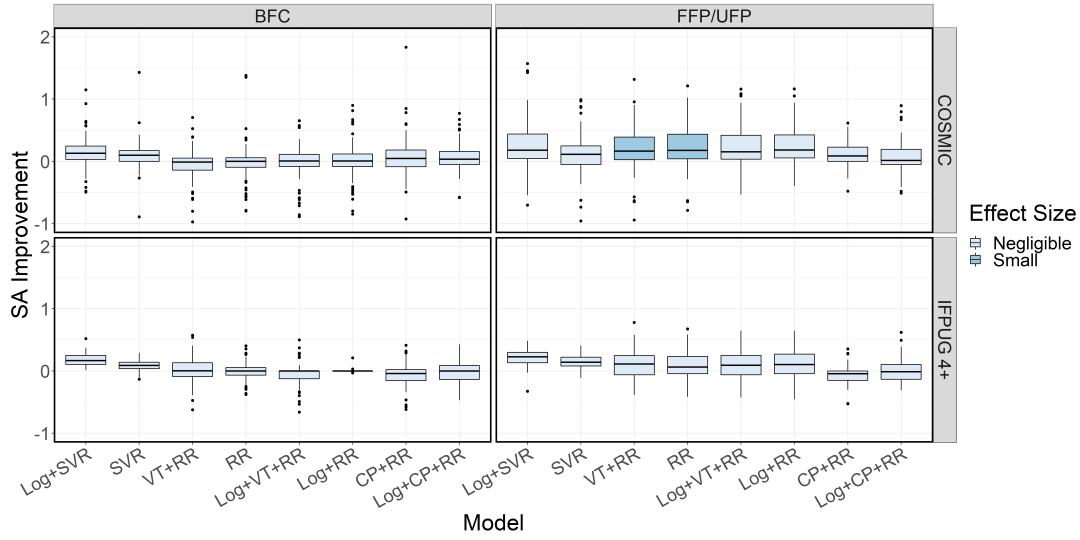 BFC
FFP/UFP
2
1
0
-1
COSMIC
2
1
0
-1
IFPUG 4+
SA Improvement
Log+SVR
SVR
VT+RR
RR
Log+VT+RR
Log+RR
CP+RR
Log+CP+RR
Log+SVR
SVR
VT+RR
RR
Log+VT+RR
Log+RR
CP+RR
Log+CP+RR
Model
Effect Size
Negligible
Small